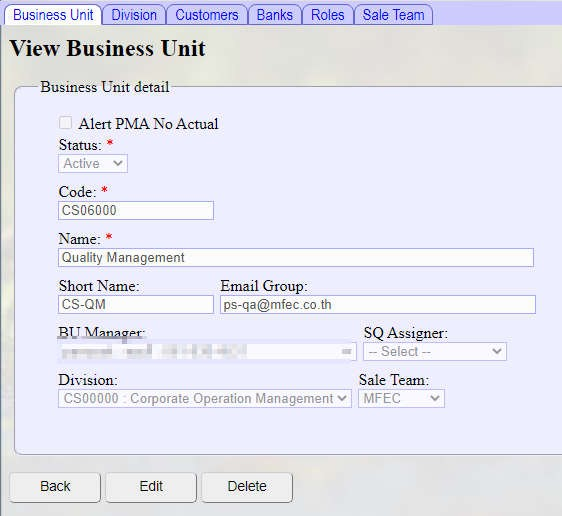 Business Unit Division Customers Banks Roles Sale Team
View Business Unit
Business Unit detail
Alert PMA No Actual
Status: *
Active
Code: *
CS06000
Name: *
Quality Management
Short Name: Email Group:
CS-QM ps-qa@mfec.co.th
BU Manager: SQ Assigner:
-- Select --
Division: Sale Team:
CS00000 : Corporate Operation Management MFEC
Back Edit Delete